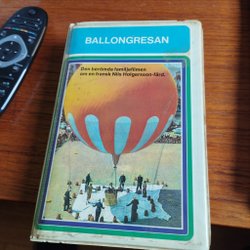 BALLONGRESAN
Den berömda familjefilmen
om en fransk Nils Holgersson-färd.